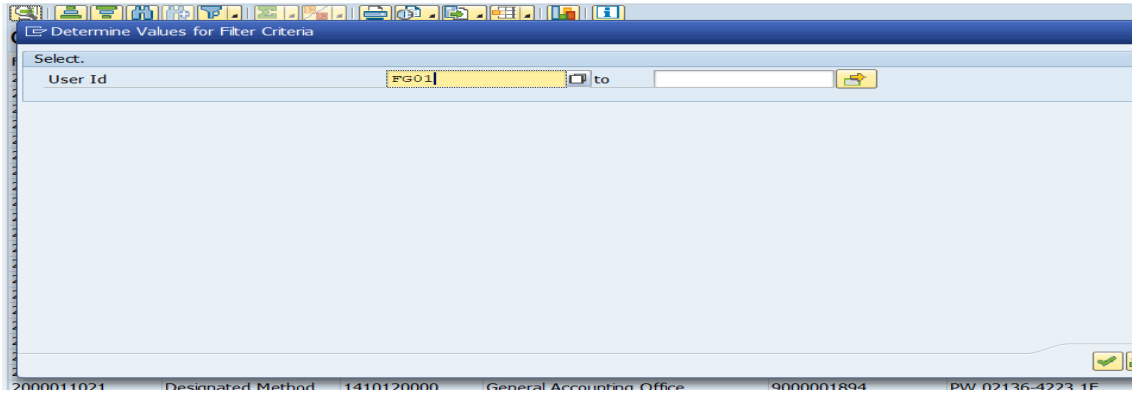 Determine Values for Filter Criteria
Select.
User Id FG01 to
2000011021 Designated Method 1410120000 General Accounting Office 9000001894 PW 02136-4223 1F